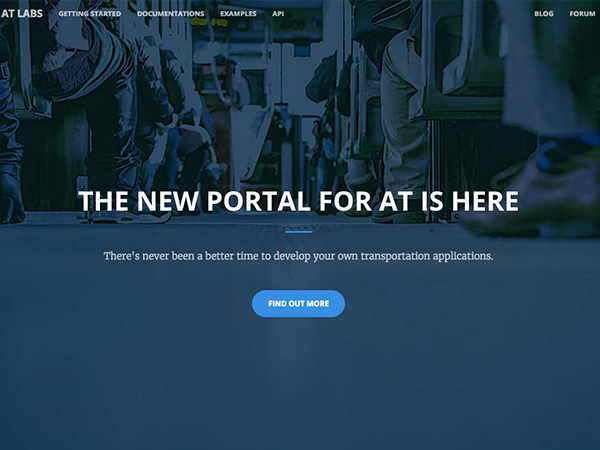 AT LABS GETTING STARTED DOCUMENTATIONS EXAMPLES API BLOG FORUM
THE NEW PORTAL FOR AT IS HERE
There's never been a better time to develop your own transportation applications.
FIND OUT MORE